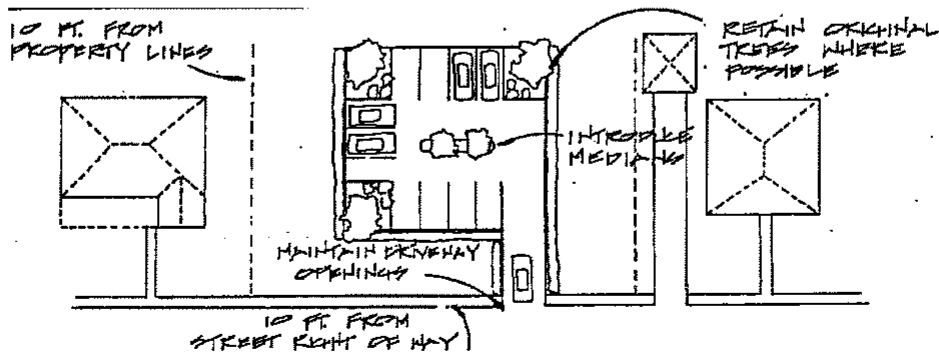 10 FT. FROM
PROPERTY LINES
RETAIN ORIGINAL
TREES WHERE
POSSIBLE
INTRODUCE
MEDIANS
MAINTAIN DRIVEWAY
OPENINGS
10 FT. FROM
STREET RIGHT OF WAY